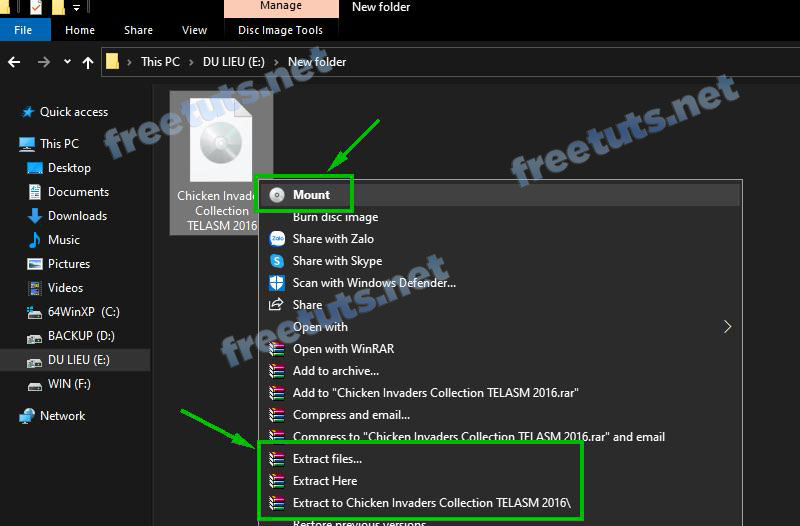 Manage
New folder
File
Home
Share
View
Disc Image Tools
This PC
DU LIEU (E:)
New folder
freetuts.net
freetuts.net
Quick access
This PC
Desktop
Documents
Downloads
Music
Pictures
Videos
64WinXP (C:)
BACKUP (D:)
DU LIEU (E:)
WIN (F:)
Network
Chicken Invaders
Collection
TELASM 2016
Mount
Burn disc image
Share with Zalo
Share with Skype
Scan with Windows Defender...
Share
freetuts.net
Open with
Open with WinRAR
Add to archive...
Add to "Chicken Invaders Collection TELASM 2016.rar"
Compress and email...
Compress to "Chicken Invaders Collection TELASM 2016.rar" and email
Extract files...
Extract Here
Extract to Chicken Invaders Collection TELASM 2016\
Restore previous versions